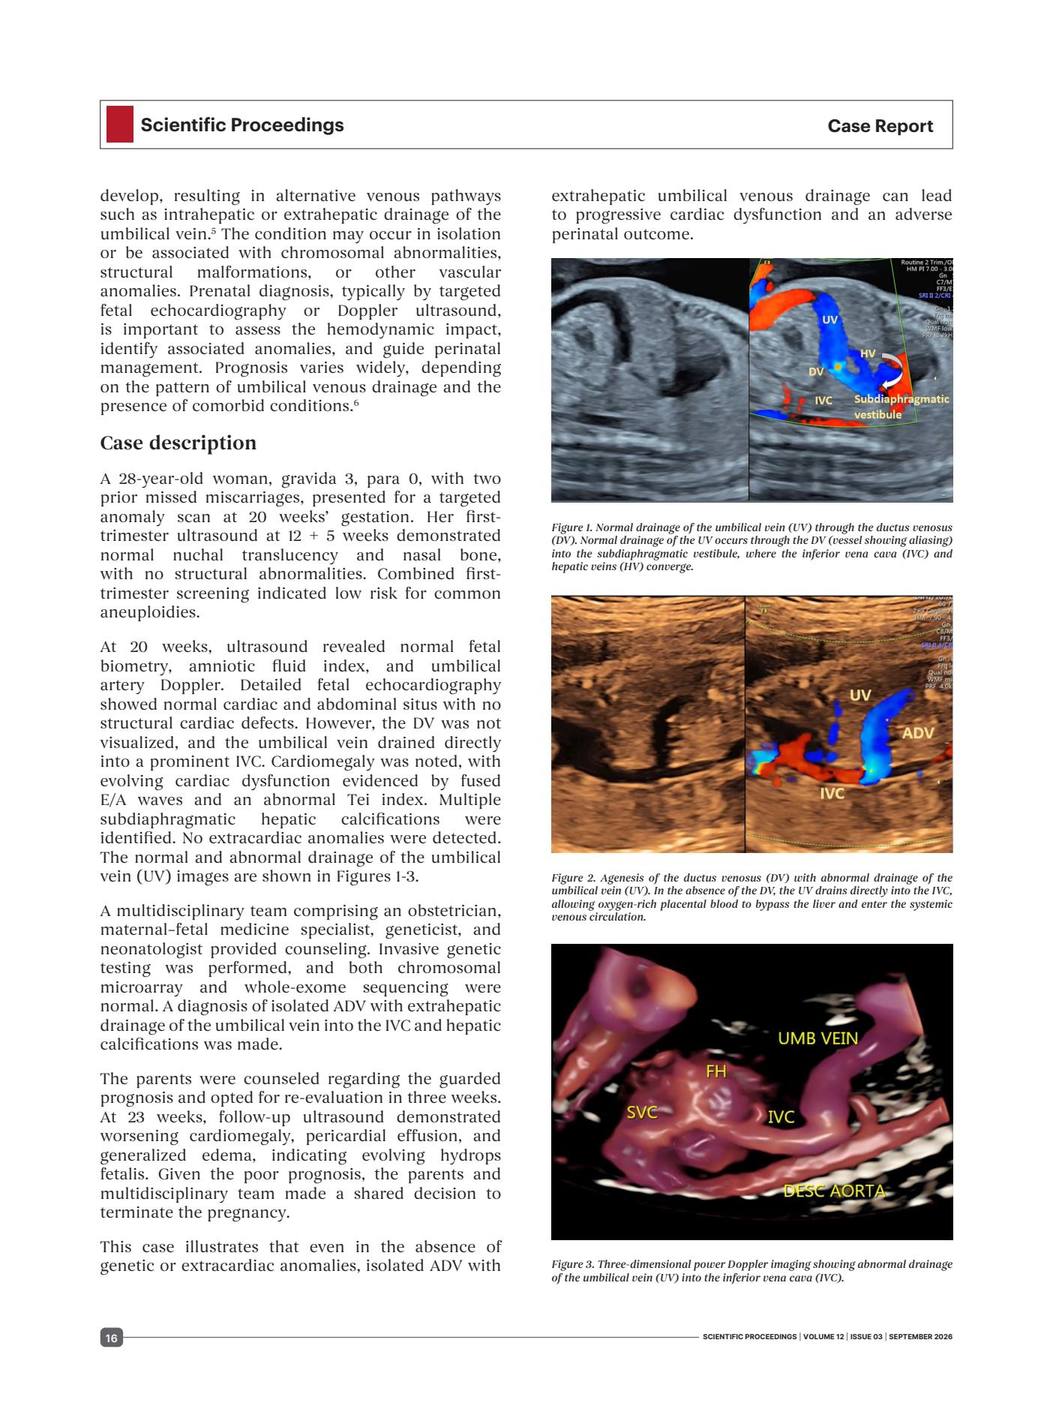 Scientific Proceedings
Case Report
develop, resulting in alternative venous pathways
such as intrahepatic or extrahepatic drainage of the
umbilical vein.⁵ The condition may occur in isolation
or be associated with chromosomal abnormalities,
structural malformations, or other vascular
anomalies. Prenatal diagnosis, typically by targeted
fetal echocardiography or Doppler ultrasound,
is important to assess the hemodynamic impact,
identify associated anomalies, and guide perinatal
management. Prognosis varies widely, depending
on the pattern of umbilical venous drainage and the
presence of comorbid conditions.⁶
Case description
A 28-year-old woman, gravida 3, para 0, with two
prior missed miscarriages, presented for a targeted
anomaly scan at 20 weeks’ gestation. Her first-
trimester ultrasound at 12 + 5 weeks demonstrated
normal nuchal translucency and nasal bone,
with no structural abnormalities. Combined first-
trimester screening indicated low risk for common
aneuploidies.
At 20 weeks, ultrasound revealed normal fetal
biometry, amniotic fluid index, and umbilical
artery Doppler. Detailed fetal echocardiography
showed normal cardiac and abdominal situs with no
structural cardiac defects. However, the DV was not
visualized, and the umbilical vein drained directly
into a prominent IVC. Cardiomegaly was noted, with
evolving cardiac dysfunction evidenced by fused
E/A waves and an abnormal Tei index. Multiple
subdiaphragmatic hepatic calcifications were
identified. No extracardiac anomalies were detected.
The normal and abnormal drainage of the umbilical
vein (UV) images are shown in Figures 1-3.
A multidisciplinary team comprising an obstetrician,
maternal–fetal medicine specialist, geneticist, and
neonatologist provided counseling. Invasive genetic
testing was performed, and both chromosomal
microarray and whole-exome sequencing were
normal. A diagnosis of isolated ADV with extrahepatic
drainage of the umbilical vein into the IVC and hepatic
calcifications was made.
The parents were counseled regarding the guarded
prognosis and opted for re-evaluation in three weeks.
At 23 weeks, follow-up ultrasound demonstrated
worsening cardiomegaly, pericardial effusion, and
generalized edema, indicating evolving hydrops
fetalis. Given the poor prognosis, the parents and
multidisciplinary team made a shared decision to
terminate the pregnancy.
This case illustrates that even in the absence of
genetic or extracardiac anomalies, isolated ADV with
extrahepatic umbilical venous drainage can lead
to progressive cardiac dysfunction and an adverse
perinatal outcome.
Routine 2 Trim./O
HM PI 7.00 - 3.0
Gn
C7/M
FF3/E
SRI II 2/CRI
UV
HV
DV
IVC
Subdiaphragmatic
vestibule
Figure 1. Normal drainage of the umbilical vein (UV) through the ductus venosus
(DV). Normal drainage of the UV occurs through the DV (vessel showing aliasing)
into the subdiaphragmatic vestibule, where the inferior vena cava (IVC) and
hepatic veins (HV) converge.
UV
ADV
IVC
Figure 2. Agenesis of the ductus venosus (DV) with abnormal drainage of the
umbilical vein (UV). In the absence of the DV, the UV drains directly into the IVC,
allowing oxygen-rich placental blood to bypass the liver and enter the systemic
venous circulation.
UMB VEIN
FH
SVC
IVC
DESC AORTA
Figure 3. Three-dimensional power Doppler imaging showing abnormal drainage
of the umbilical vein (UV) into the inferior vena cava (IVC).
16
SCIENTIFIC PROCEEDINGS | VOLUME 12 | ISSUE 03 | SEPTEMBER 2026